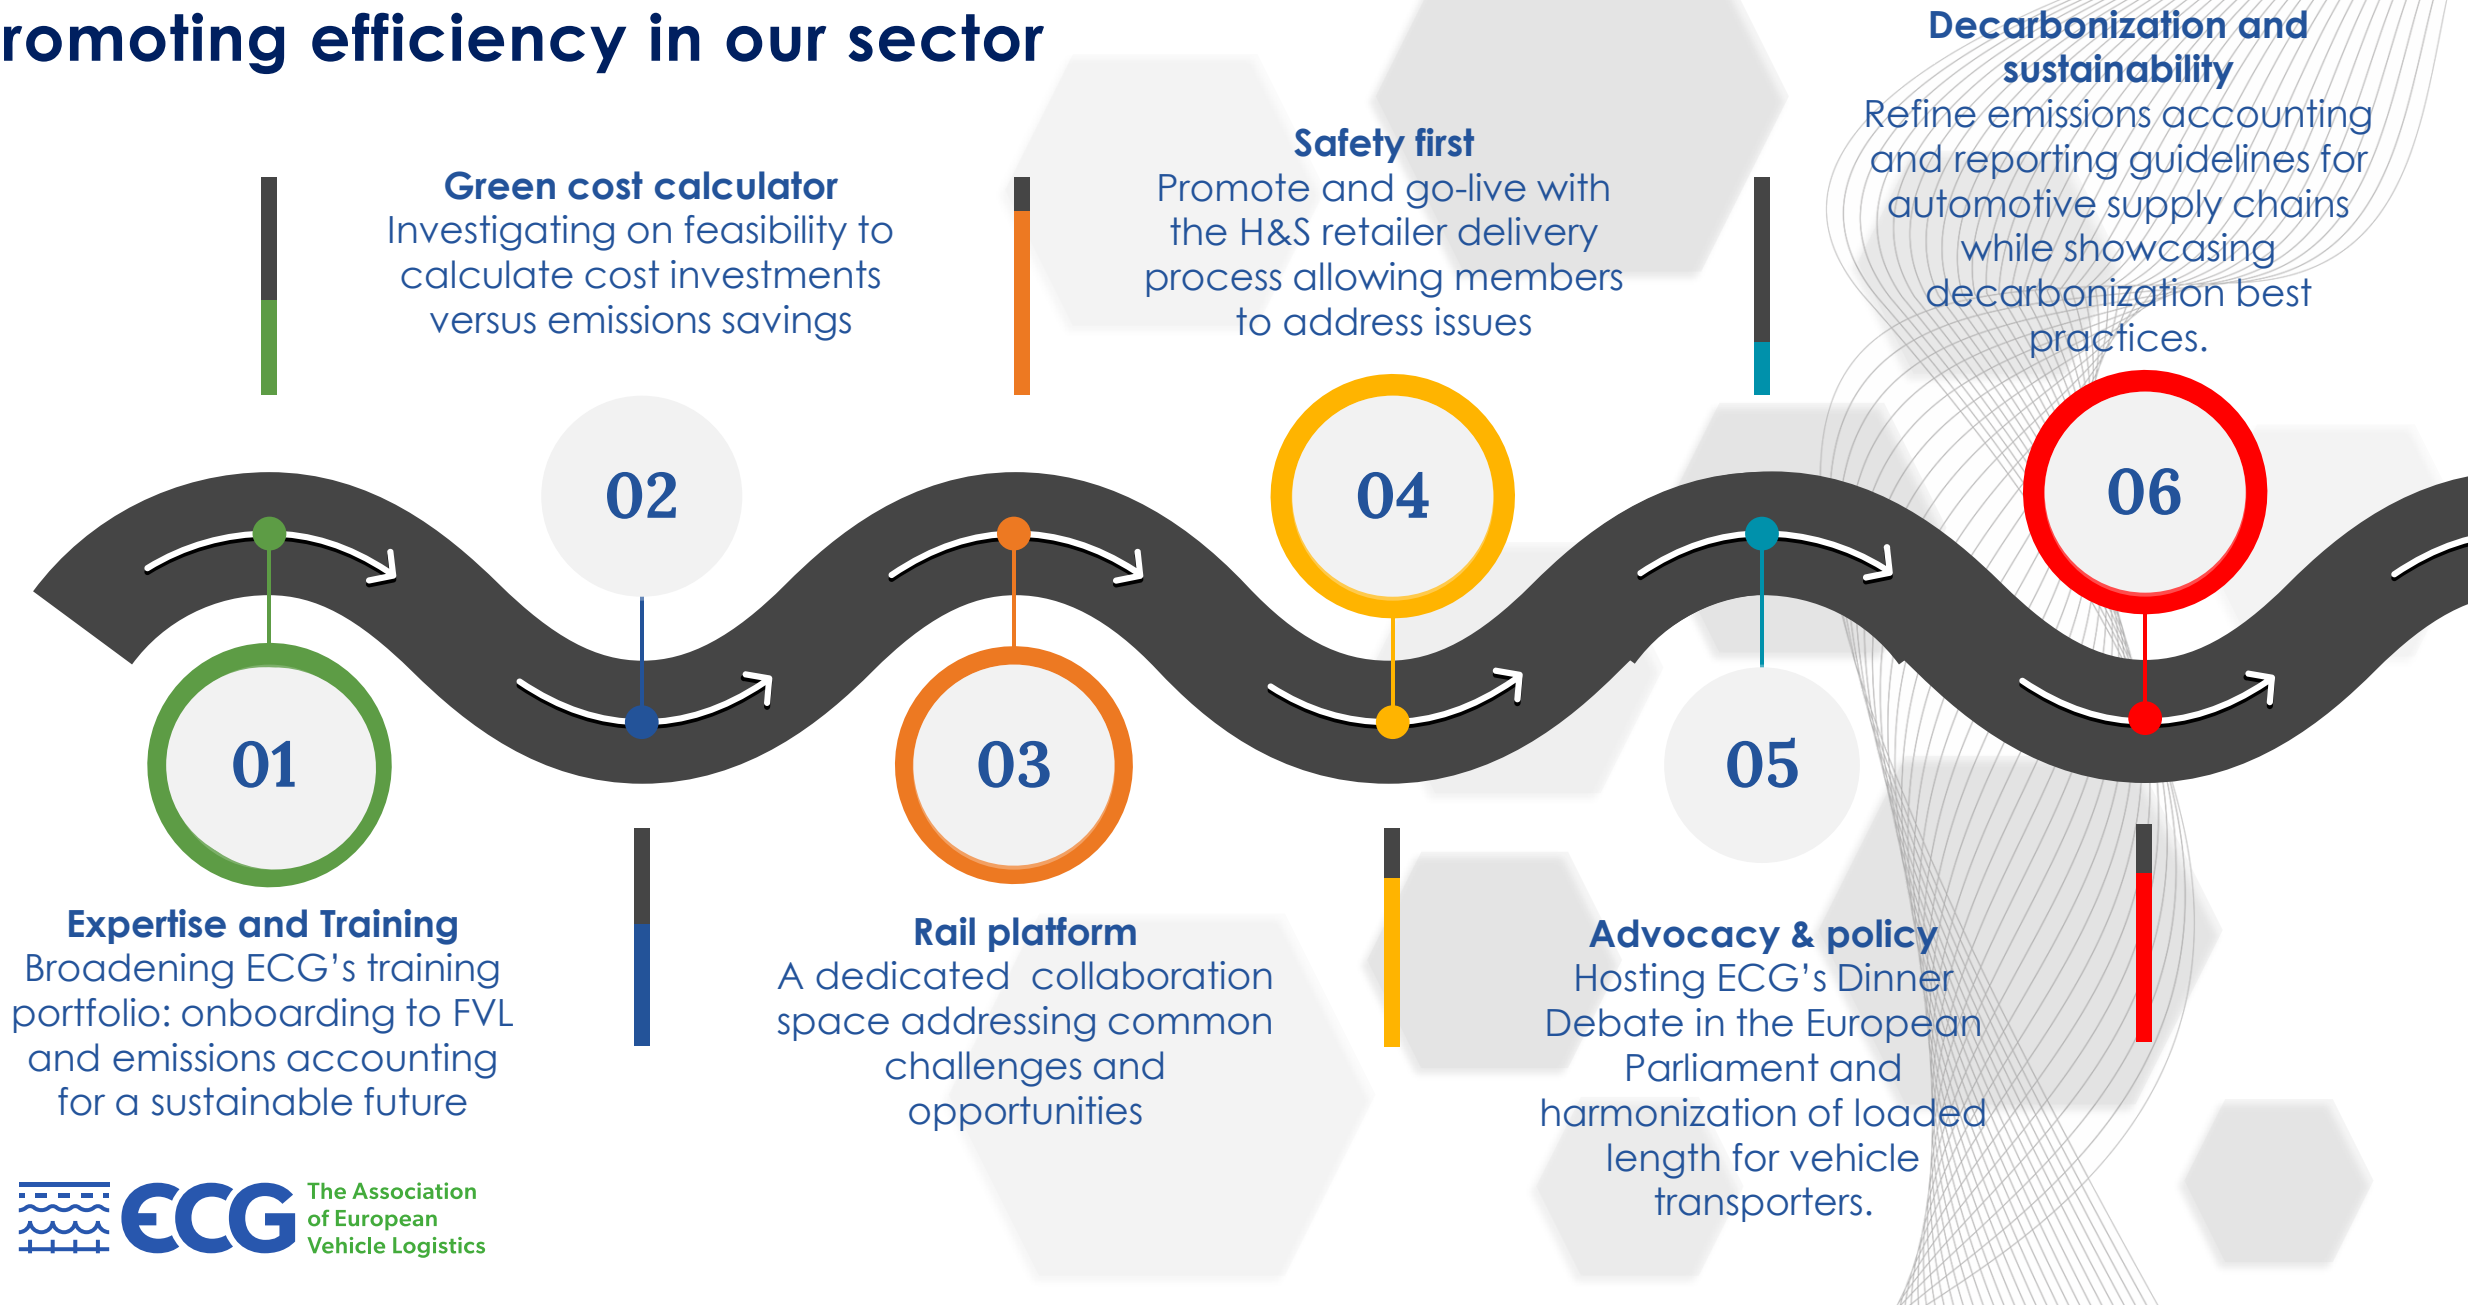 romoting efficiency in our sector
01
Expertise and Training
Broadening ECG's training
portfolio: onboarding to FVL
and emissions accounting
for a sustainable future
Green cost calculator
Investigating on feasibility to
calculate cost investments
versus emissions savings
02
03
Rail platform
A dedicated  collaboration
space addressing common
challenges and
opportunities
Safety first
Promote and go-live with
the H&S retailer delivery
process allowing members
to address issues
04
05
Advocacy & policy
Hosting ECG's Dinner
Debate in the European
Parliament and
harmonization of loaded
length for vehicle
transporters.
Decarbonization and
sustainability
Refine emissions accounting
and reporting guidelines for
automotive supply chains
while showcasing
decarbonization best
practices.
06
ECG
The Association
of European
Vehicle Logistics